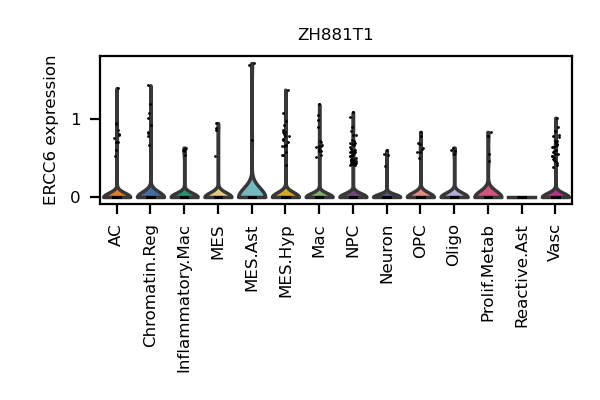 ZH881T1
ERCC6 expression
1
0
AC
Chromatin.Reg
Inflammatory.Mac
MES
MES.Ast
MES.Hyp
Mac
NPC
Neuron
OPC
Oligo
Prolif.Metab
Reactive.Ast
Vasc